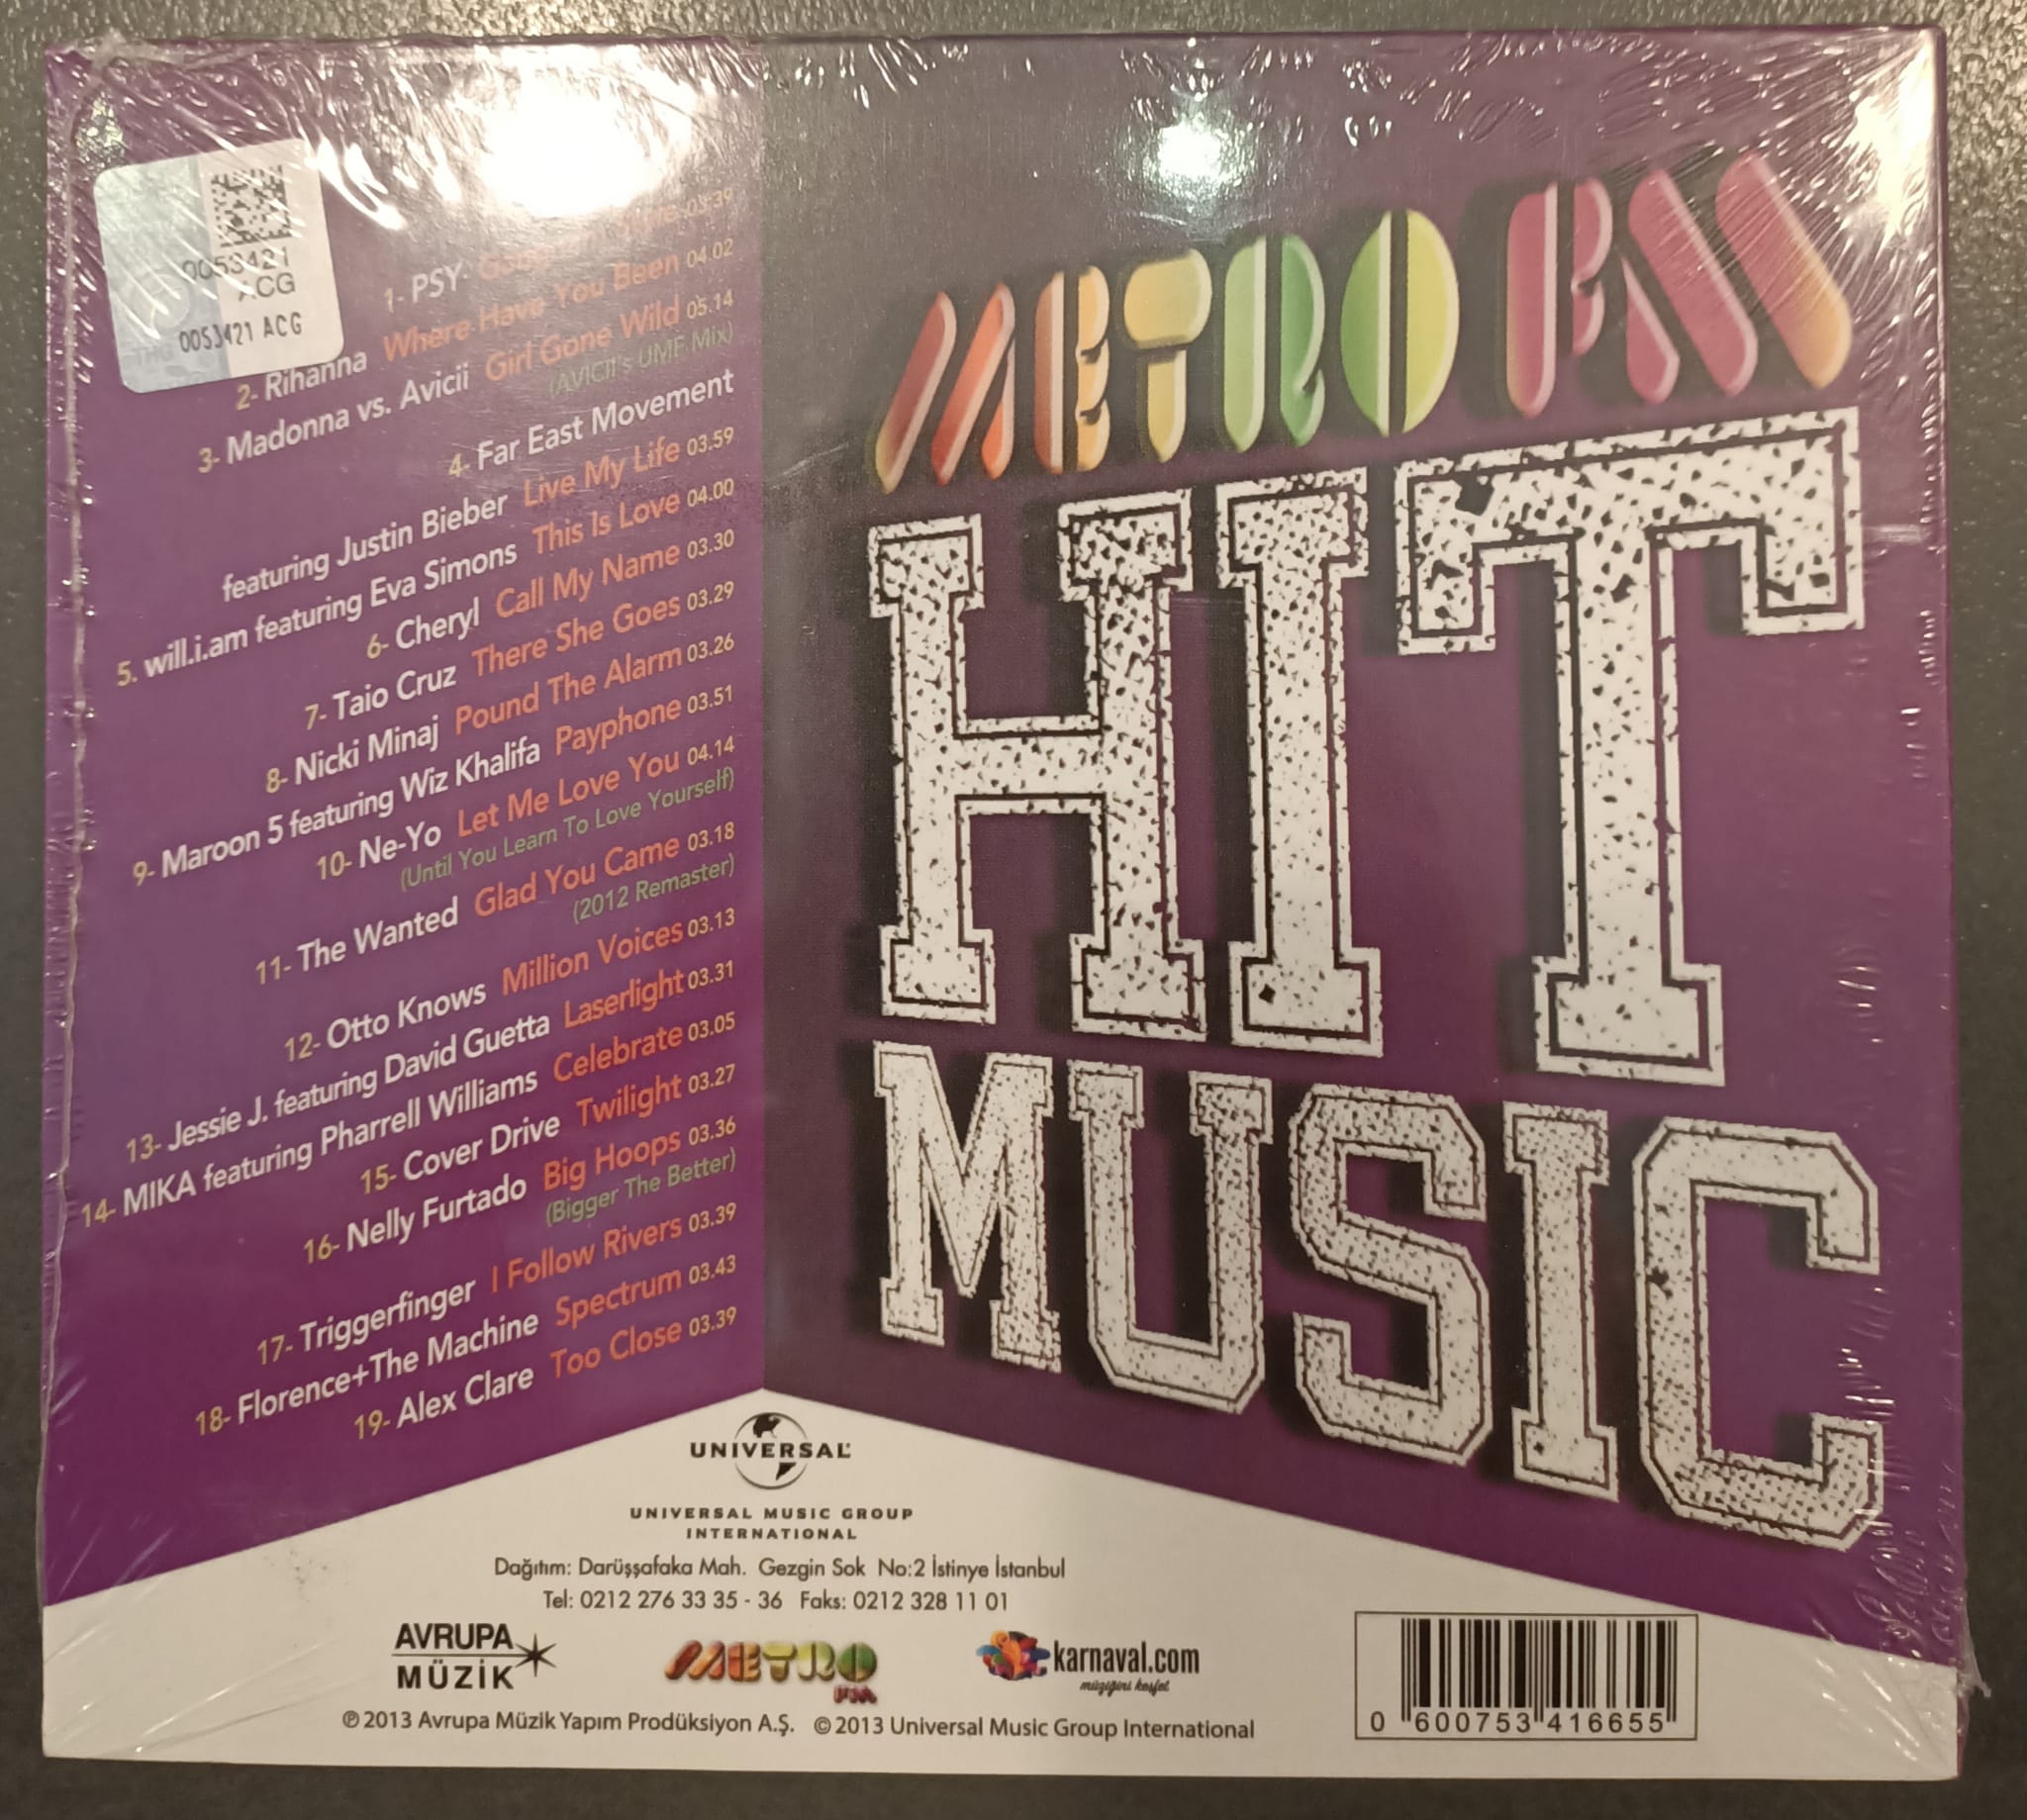 0053421
ACG
0053421 ACG
1- PSY Gangnam Style 03.39
2- Rihanna Where Have You Been 04.02
3- Madonna vs. Avicii Girl Gone Wild 05.14
(AVICII's UMF Mix)
4- Far East Movement
featuring Justin Bieber Live My Life 03.59
5. will.i.am featuring Eva Simons This Is Love 04.00
6- Cheryl Call My Name 03.30
7- Taio Cruz There She Goes 03.29
8- Nicki Minaj Pound The Alarm 03.26
9- Maroon 5 featuring Wiz Khalifa Payphone 03.51
10- Ne-Yo Let Me Love You 04.14
(Until You Learn To Love Yourself)
11- The Wanted Glad You Came 03.18
(2012 Remaster)
12- Otto Knows Million Voices 03.13
13- Jessie J. featuring David Guetta Laserlight 03.31
14- MIKA featuring Pharrell Williams Celebrate 03.05
15- Cover Drive Twilight 03.27
16- Nelly Furtado Big Hoops 03.36
(Bigger The Better)
17- Triggerfinger I Follow Rivers 03.39
18- Florence+The Machine Spectrum 03.43
19- Alex Clare Too Close 03.39
METRO FM
HIT
MUSIC
UNIVERSAL
UNIVERSAL MUSIC GROUP
INTERNATIONAL
Dağıtım: Darüşşafaka Mah. Gezgin Sok No:2 İstinye İstanbul
Tel: 0212 276 33 35 - 36 Faks: 0212 328 11 01
AVRUPA
MÜZİK
METRO
FM
karnaval.com
müziğini keşfet
℗ 2013 Avrupa Müzik Yapım Prodüksiyon A.Ş. © 2013 Universal Music Group International
0 600753 416655